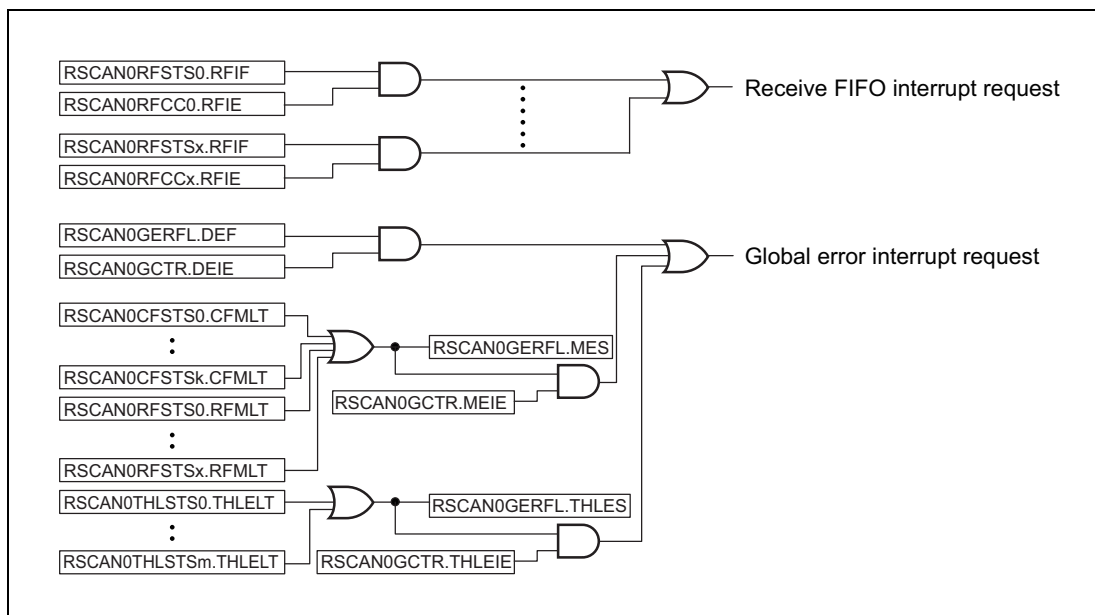 RSCAN0RFSTS0.RFIF
RSCAN0RFCC0.RFIE
Receive FIFO interrupt request
RSCAN0RFSTSx.RFIF
RSCAN0RFCCx.RFIE
RSCAN0GERFL.DEF
RSCAN0GCTR.DEIE
Global error interrupt request
RSCAN0CFSTS0.CFMLT
RSCAN0GERFL.MES
RSCAN0CFSTSk.CFMLT
RSCAN0GCTR.MEIE
RSCAN0RFSTS0.RFMLT
RSCAN0RFSTSx.RFMLT
RSCAN0THLSTS0.THLELT
RSCAN0GERFL.THLES
RSCAN0THLSTSm.THLELT
RSCAN0GCTR.THLEIE